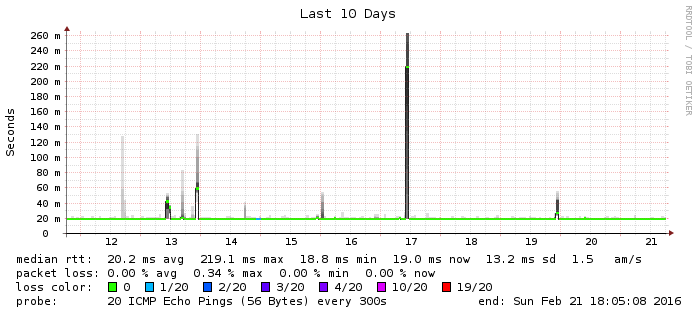 Last 10 Days
RRDTOOL / TOBI OETIKER
Seconds
260 m
240 m
220 m
200 m
180 m
160 m
140 m
120 m
100 m
80 m
60 m
40 m
20 m
0
12 13 14 15 16 17 18 19 20 21
median rtt: 20.2 ms avg 219.1 ms max 18.8 ms min 19.0 ms now 13.2 ms sd 1.5 am/s
packet loss: 0.00 % avg 0.34 % max 0.00 % min 0.00 % now
loss color: 0 1/20 2/20 3/20 4/20 10/20 19/20
probe: 20 ICMP Echo Pings (56 Bytes) every 300s end: Sun Feb 21 18:05:08 2016